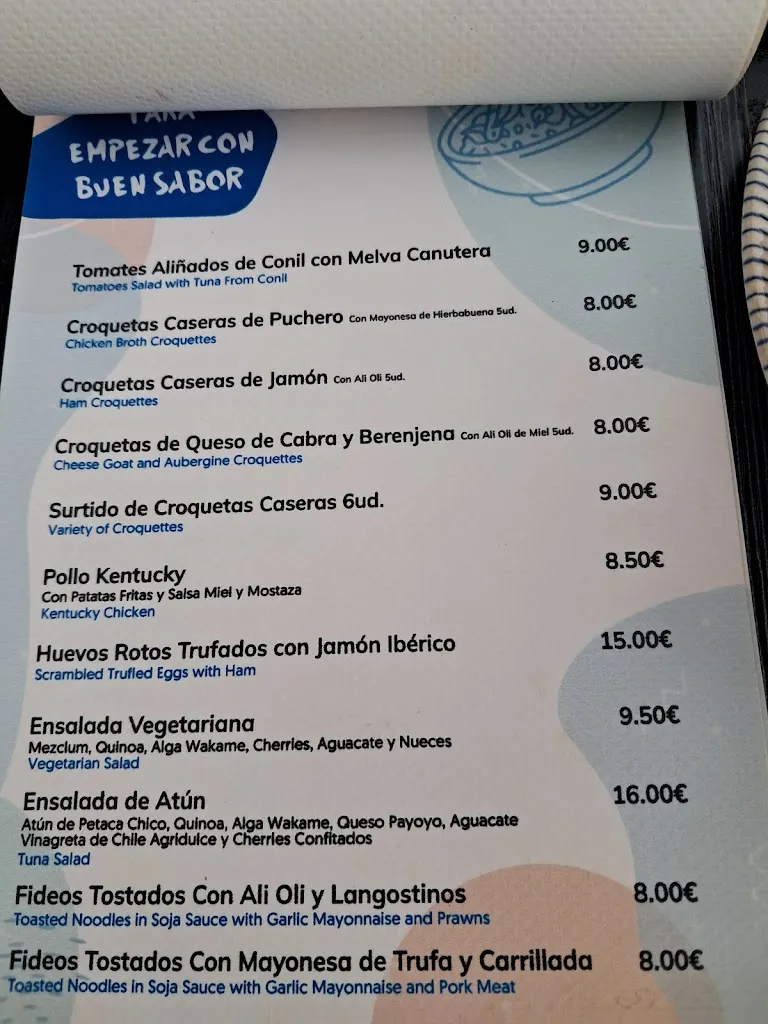 PARA
EMPEZAR CON
BUEN SABOR
Tomates Aliñados de Conil con Melva Canutera 9.00€
Tomatoes Salad with Tuna From Conil
Croquetas Caseras de Puchero Con Mayonesa de Hierbabuena 5ud. 8.00€
Chicken Broth Croquettes
Croquetas Caseras de Jamón Con Ali Oli 5ud. 8.00€
Ham Croquettes
Croquetas de Queso de Cabra y Berenjena Con Ali Oli de Miel 5ud. 8.00€
Cheese Goat and Aubergine Croquettes
Surtido de Croquetas Caseras 6ud. 9.00€
Variety of Croquettes
Pollo Kentucky 8.50€
Con Patatas Fritas y Salsa Miel y Mostaza
Kentucky Chicken
Huevos Rotos Trufados con Jamón Ibérico 15.00€
Scrambled Trufled Eggs with Ham
Ensalada Vegetariana 9.50€
Mezclum, Quinoa, Alga Wakame, Cherries, Aguacate y Nueces
Vegetarian Salad
Ensalada de Atún 16.00€
Atún de Petaca Chico, Quinoa, Alga Wakame, Queso Payoyo, Aguacate
Vinagreta de Chile Agridulce y Cherries Confitados
Tuna Salad
Fideos Tostados Con Ali Oli y Langostinos 8.00€
Toasted Noodles in Soja Sauce with Garlic Mayonnaise and Prawns
Fideos Tostados Con Mayonesa de Trufa y Carrillada 8.00€
Toasted Noodles in Soja Sauce with Garlic Mayonnaise and Pork Meat